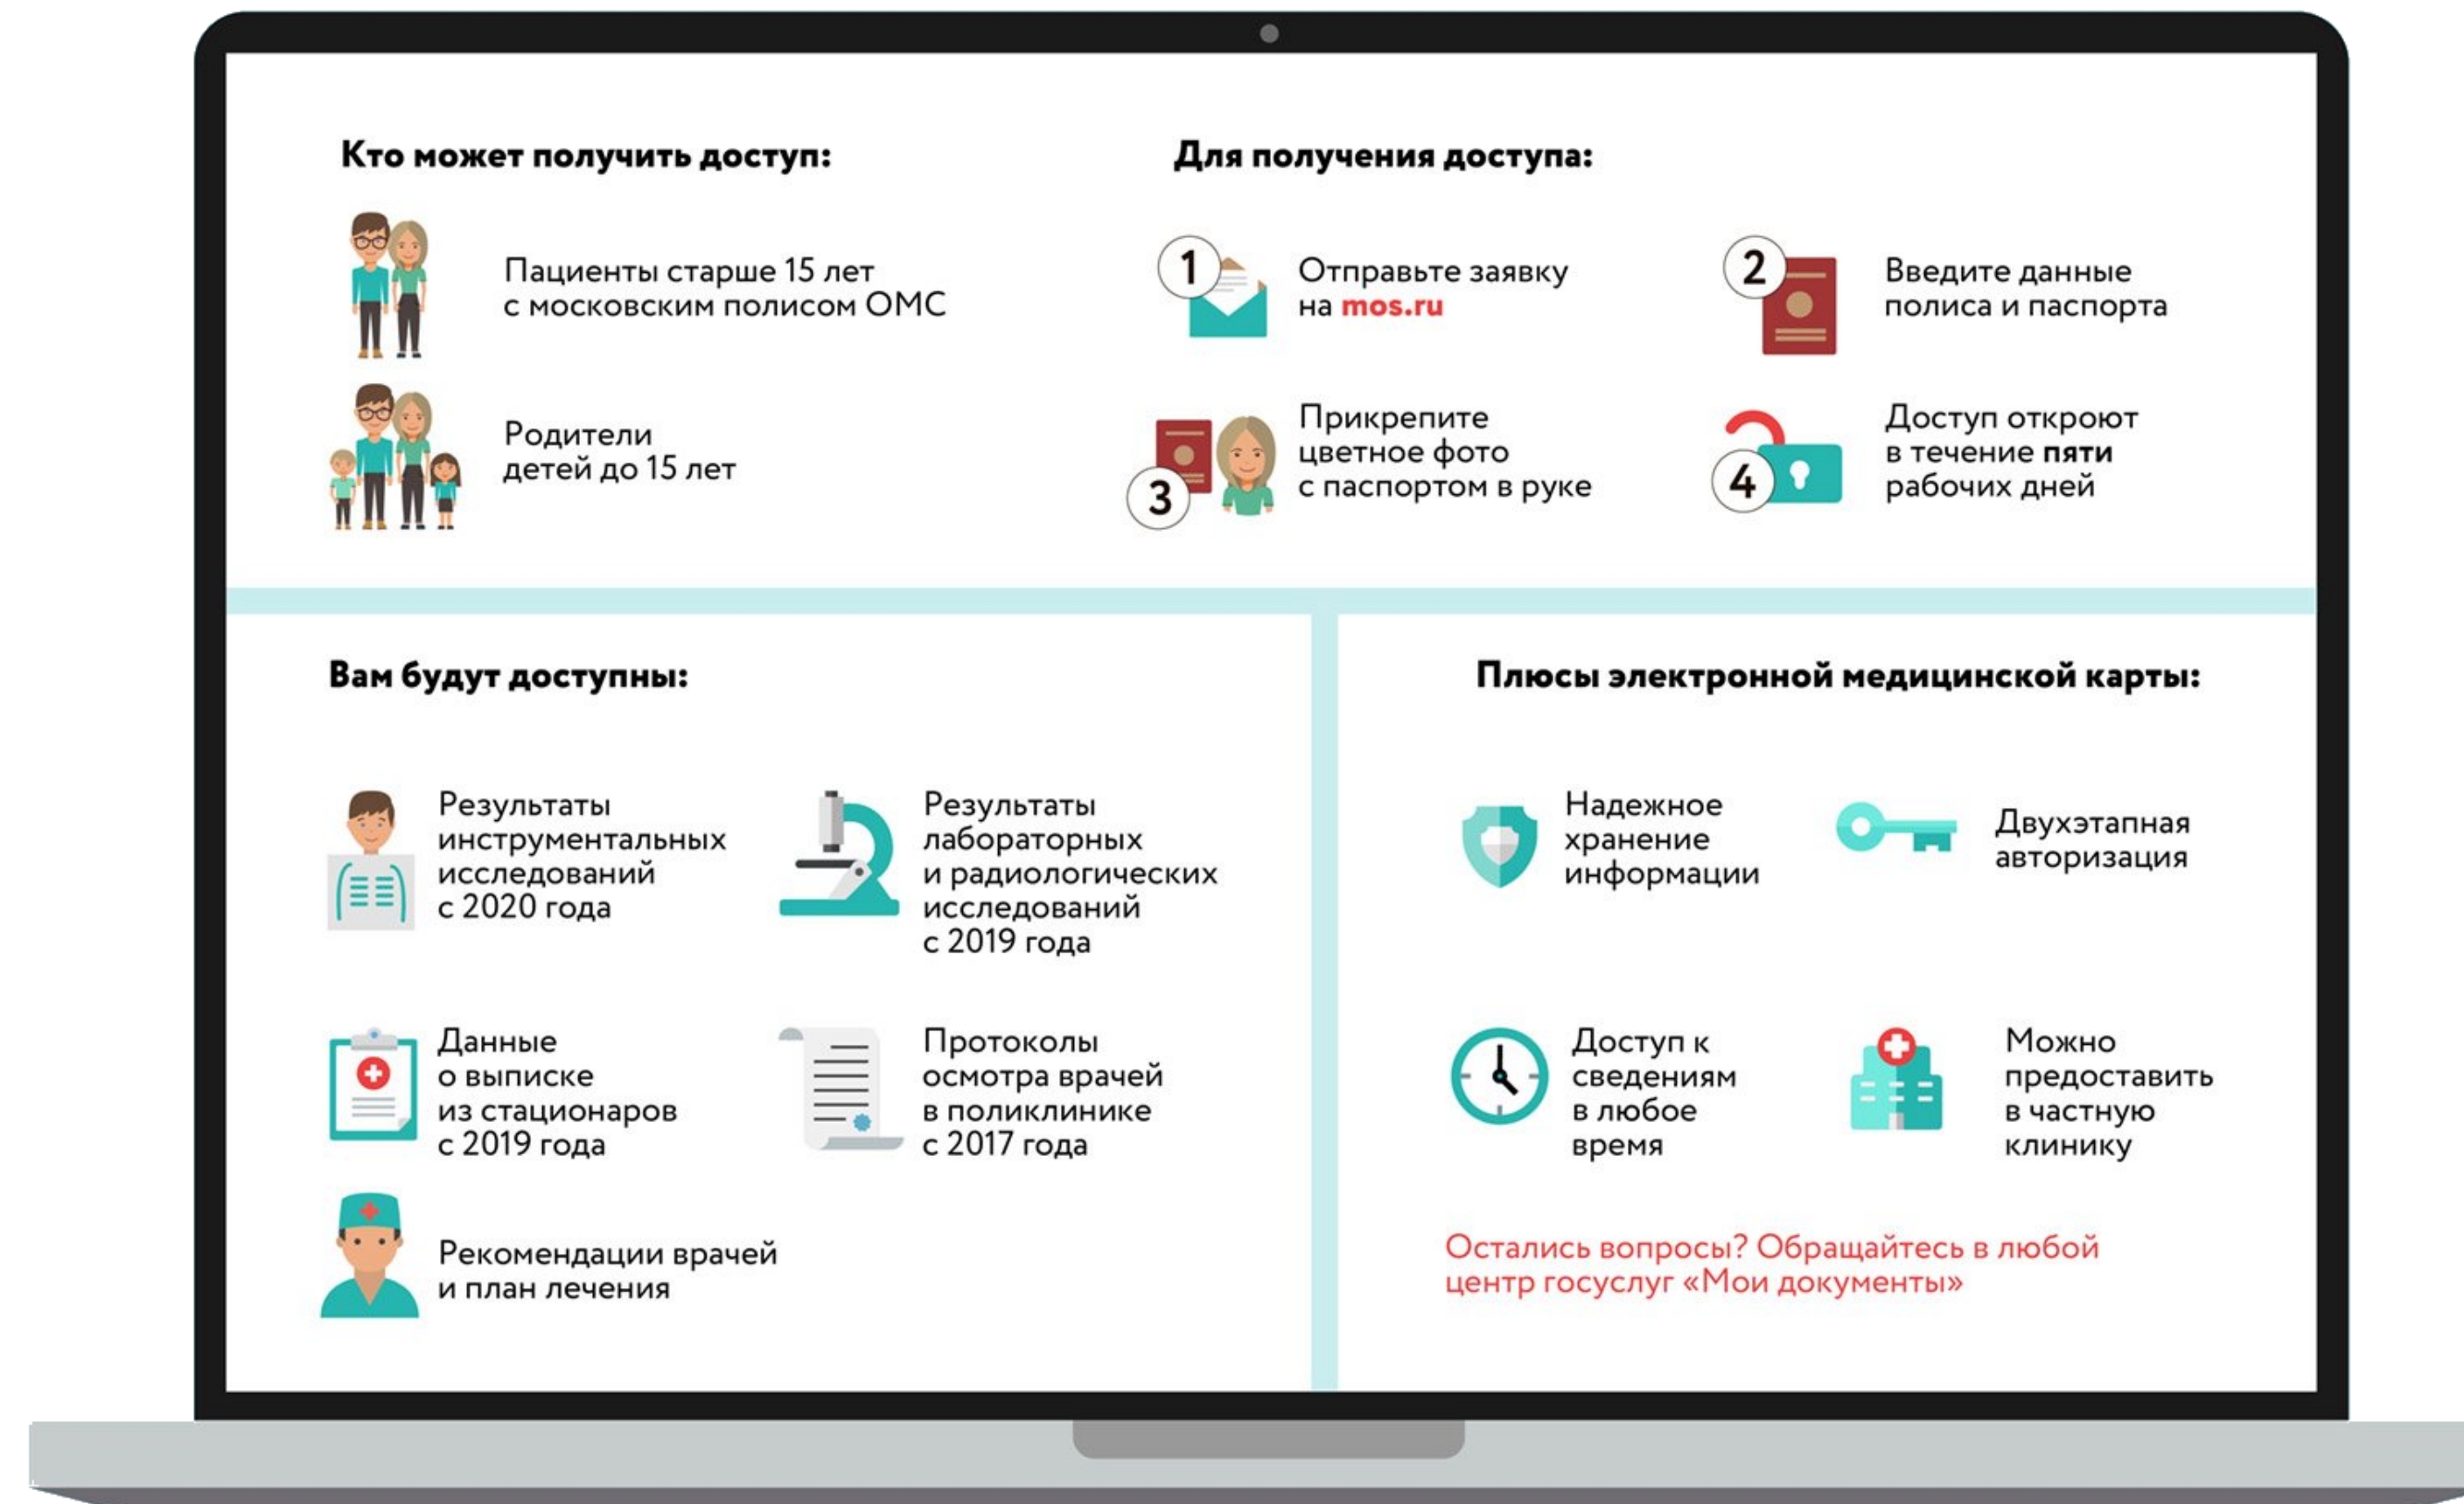 Кто может получить доступ:
Пациенты старше 15 лет
с московским полисом ОМС
Родители
детей до 15 лет
Для получения доступа:
1
Отправьте заявку
на mos.ru
2
Введите данные
полиса и паспорта
3
Прикрепите
цветное фото
с паспортом в руке
4
Доступ откроют
в течение пяти
рабочих дней
Вам будут доступны:
Результаты
инструментальных
исследований
с 2020 года
Результаты
лабораторных
и радиологических
исследований
с 2019 года
Данные
о выписке
из стационаров
с 2019 года
Протоколы
осмотра врачей
в поликлинике
с 2017 года
Рекомендации врачей
и план лечения
Плюсы электронной медицинской карты:
Надежное
хранение
информации
Двухэтапная
авторизация
Доступ к
сведениям
в любое
время
Можно
предоставить
в частную
клинику
Остались вопросы? Обращайтесь в любой
центр госуслуг «Мои документы»